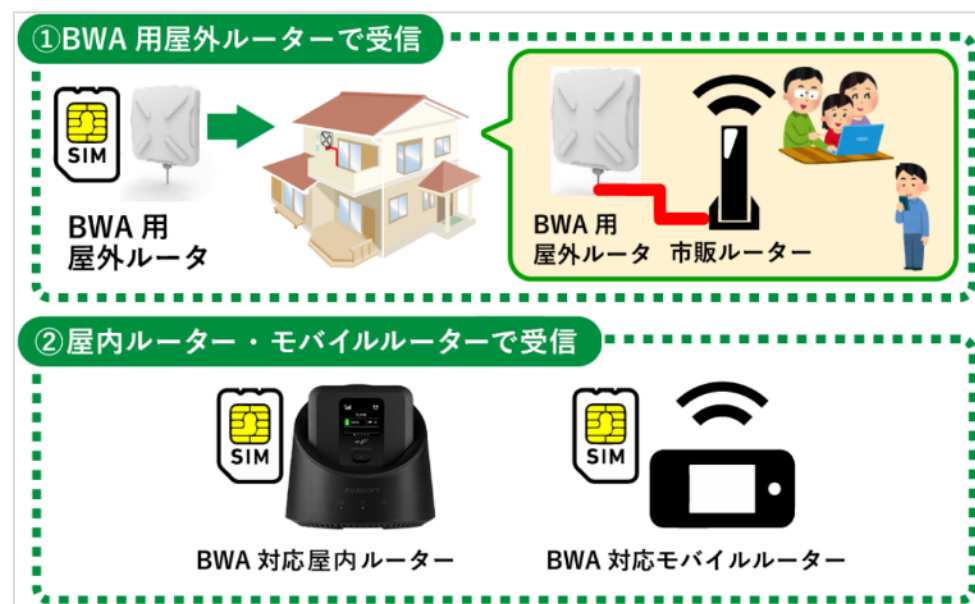 ①BWA 用屋外ルーターで受信
SIM
BWA 用
屋外ルータ
BWA 用
屋外ルータ
市販ルーター
②屋内ルーター・モバイルルーターで受信
SIM
SIM
FUJISOFT
BWA 対応屋内ルーター
BWA 対応モバイルルーター